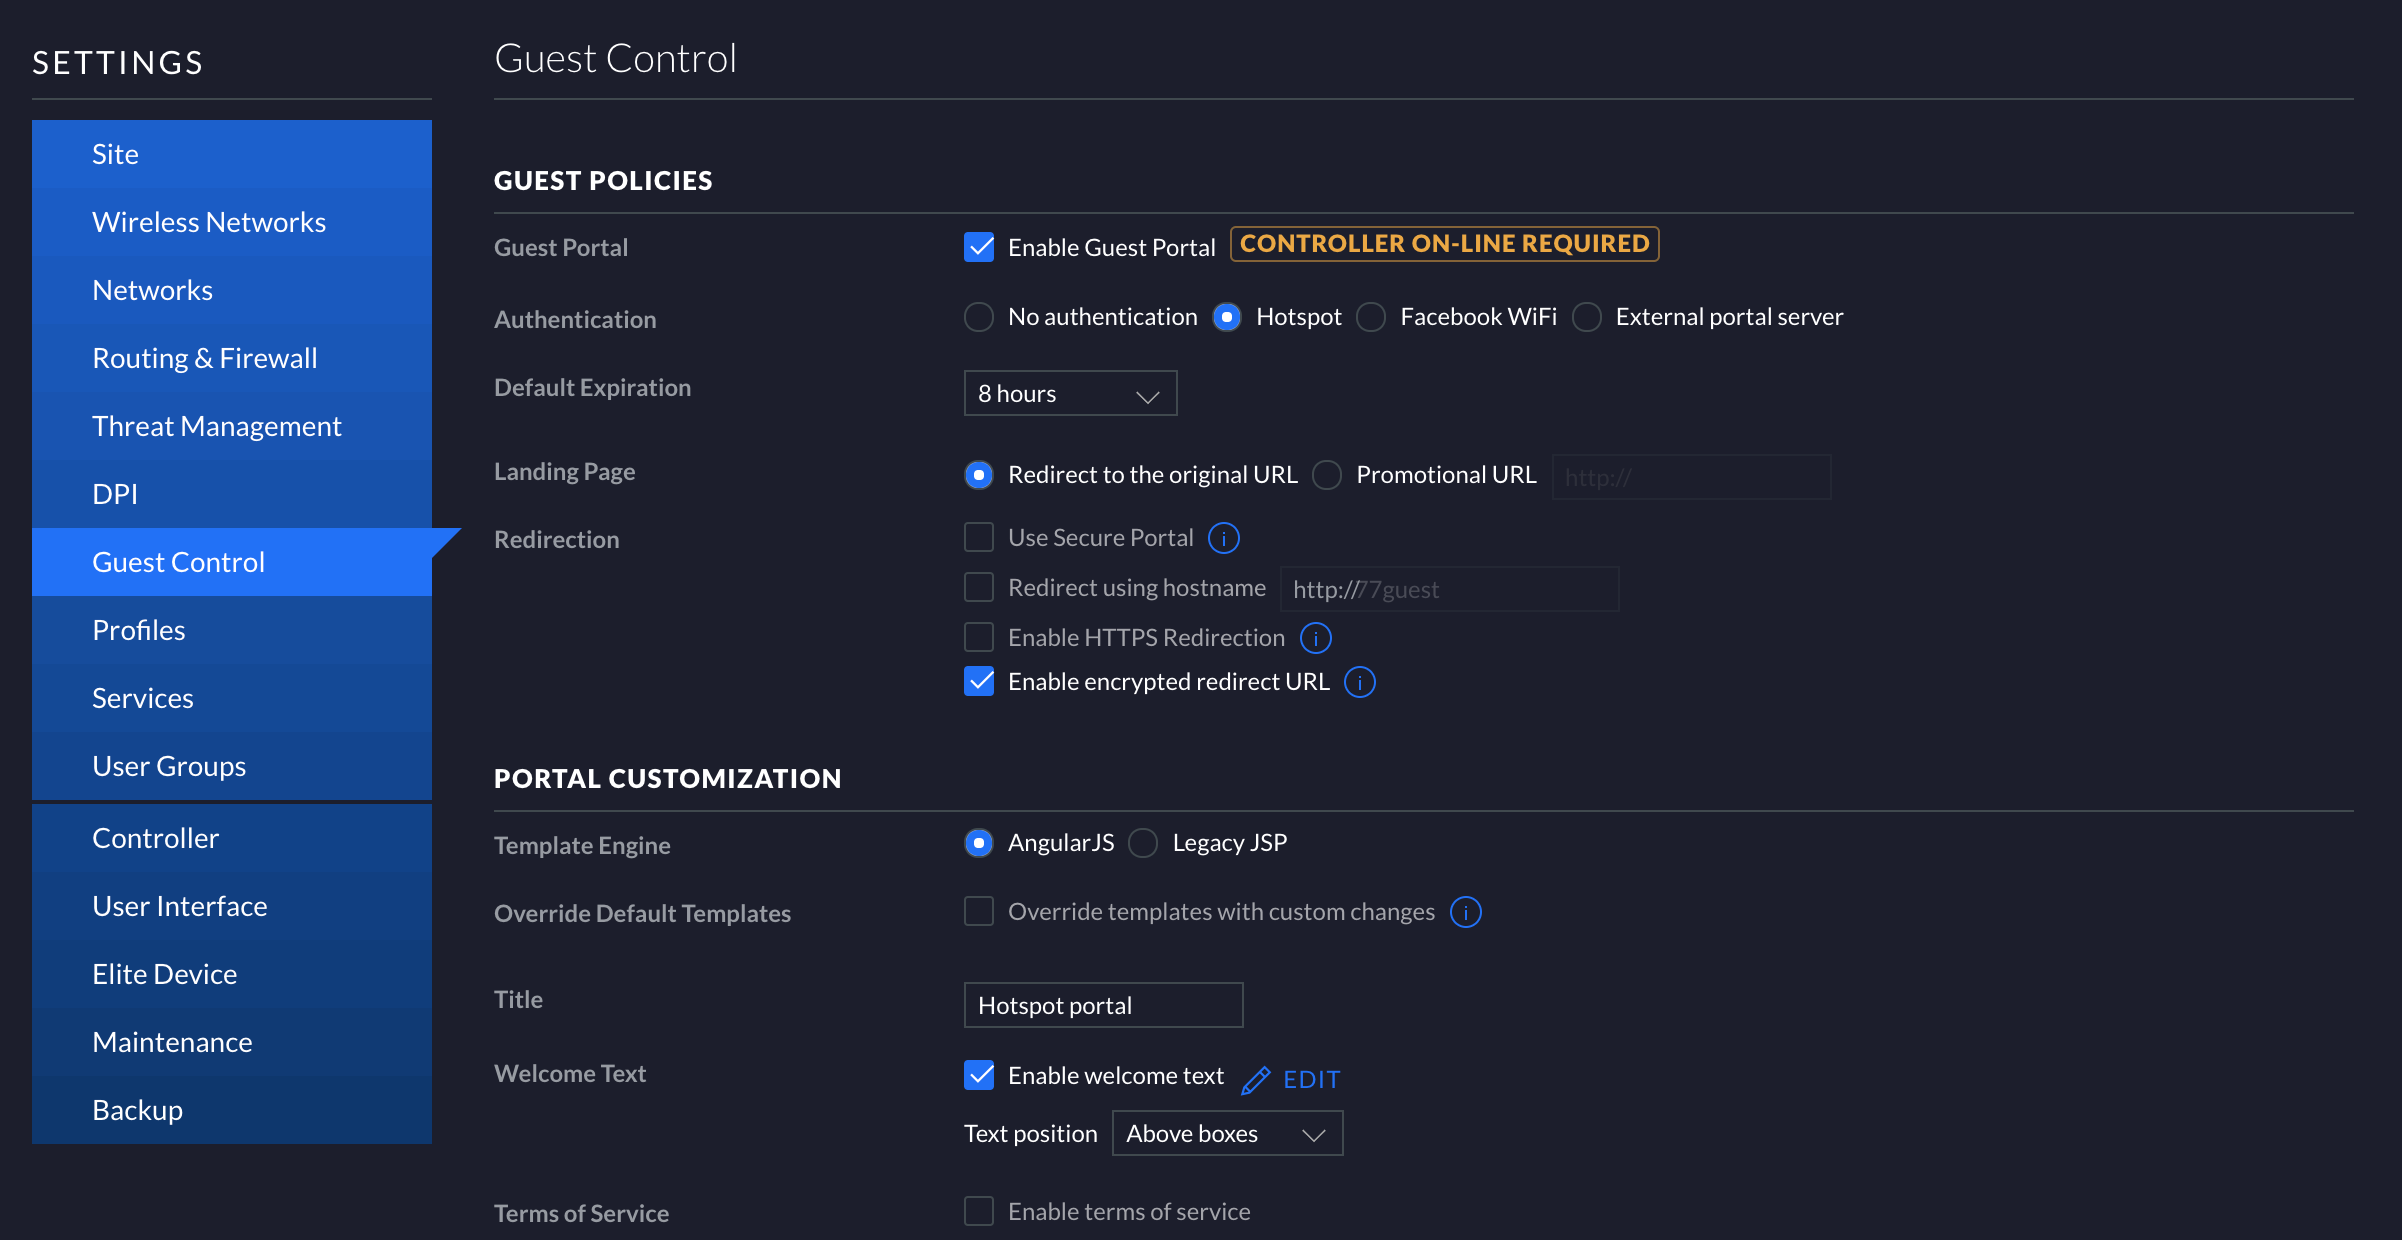 SETTINGS
Site
Wireless Networks
Networks
Routing & Firewall
Threat Management
DPI
Guest Control
Profiles
Services
User Groups
Controller
User Interface
Elite Device
Maintenance
Backup
Guest Control
GUEST POLICIES
Guest Portal Enable Guest Portal CONTROLLER ON-LINE REQUIRED
Authentication No authentication Hotspot Facebook WiFi External portal server
Default Expiration 8 hours
Landing Page Redirect to the original URL Promotional URL http://
Redirection Use Secure Portal i
Redirect using hostname http://77guest
Enable HTTPS Redirection i
Enable encrypted redirect URL i
PORTAL CUSTOMIZATION
Template Engine AngularJS Legacy JSP
Override Default Templates Override templates with custom changes i
Title Hotspot portal
Welcome Text Enable welcome text EDIT
Text position Above boxes
Terms of Service Enable terms of service